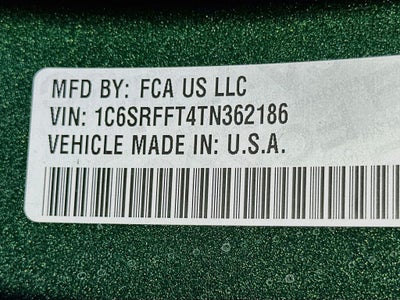 MFD BY: FCA US LLC
VIN: 1C6SRFFT4TN362186
VEHICLE MADE IN: U.S.A.